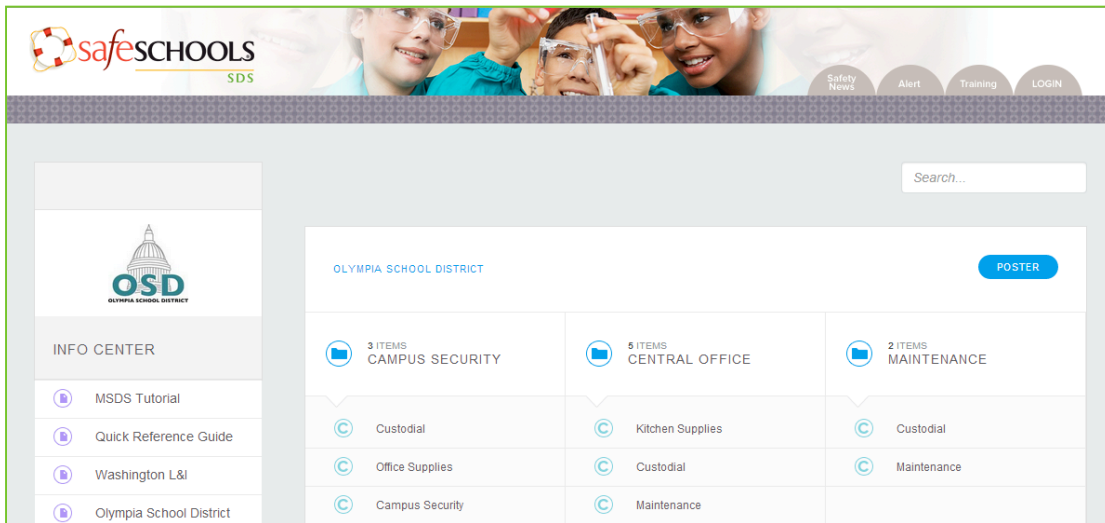 safeSCHOOLS
SDS
Safety
News
Alert
Training
LOGIN
Search...
OSD
OLYMPIA SCHOOL DISTRICT
INFO CENTER
MSDS Tutorial
Quick Reference Guide
Washington L&I
Olympia School District
OLYMPIA SCHOOL DISTRICT
POSTER
3 ITEMS
CAMPUS SECURITY
Custodial
Office Supplies
Campus Security
5 ITEMS
CENTRAL OFFICE
Kitchen Supplies
Custodial
Maintenance
2 ITEMS
MAINTENANCE
Custodial
Maintenance